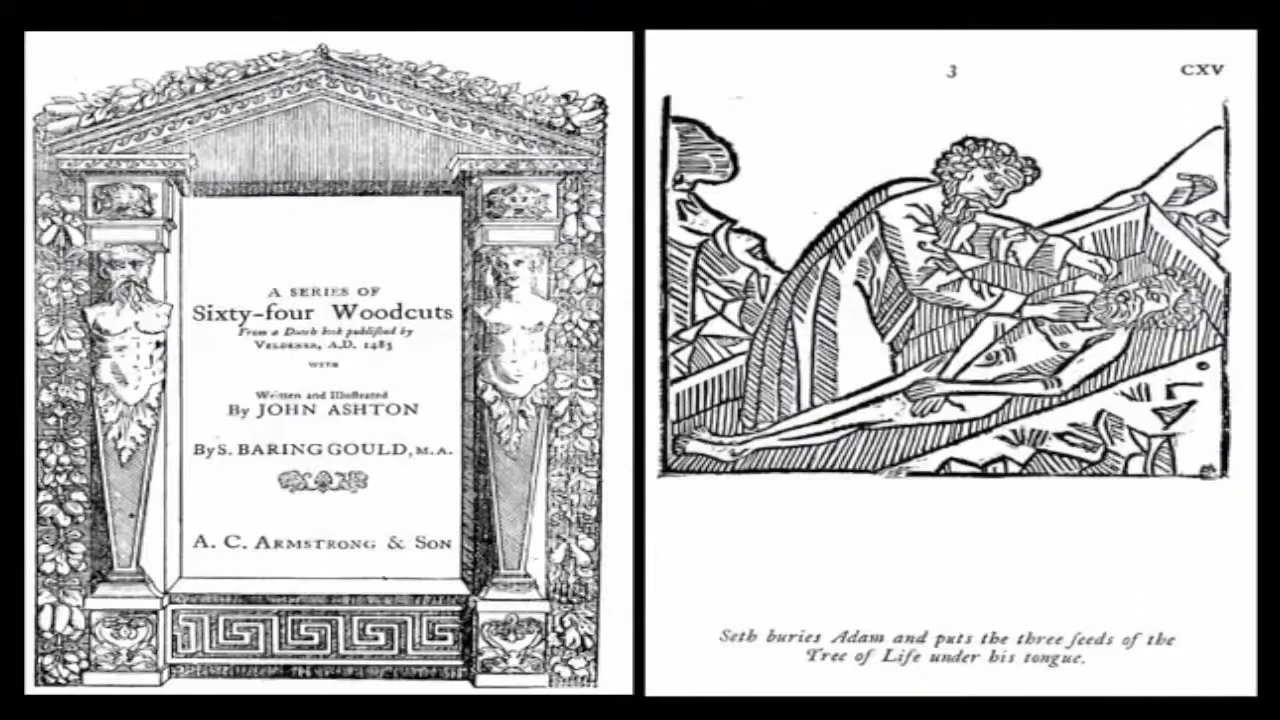 A SERIES OF
Sixty-four Woodcuts
From a Dutch book published by
VELDENER, A.D. 1483
WITH
Written and Illustrated
By JOHN ASHTON
By S. BARING GOULD, M.A.
A. C. ARMSTRONG & SON
3
CXV
Seth buries Adam and puts the three ſeeds of the
Tree of Life under his tongue.